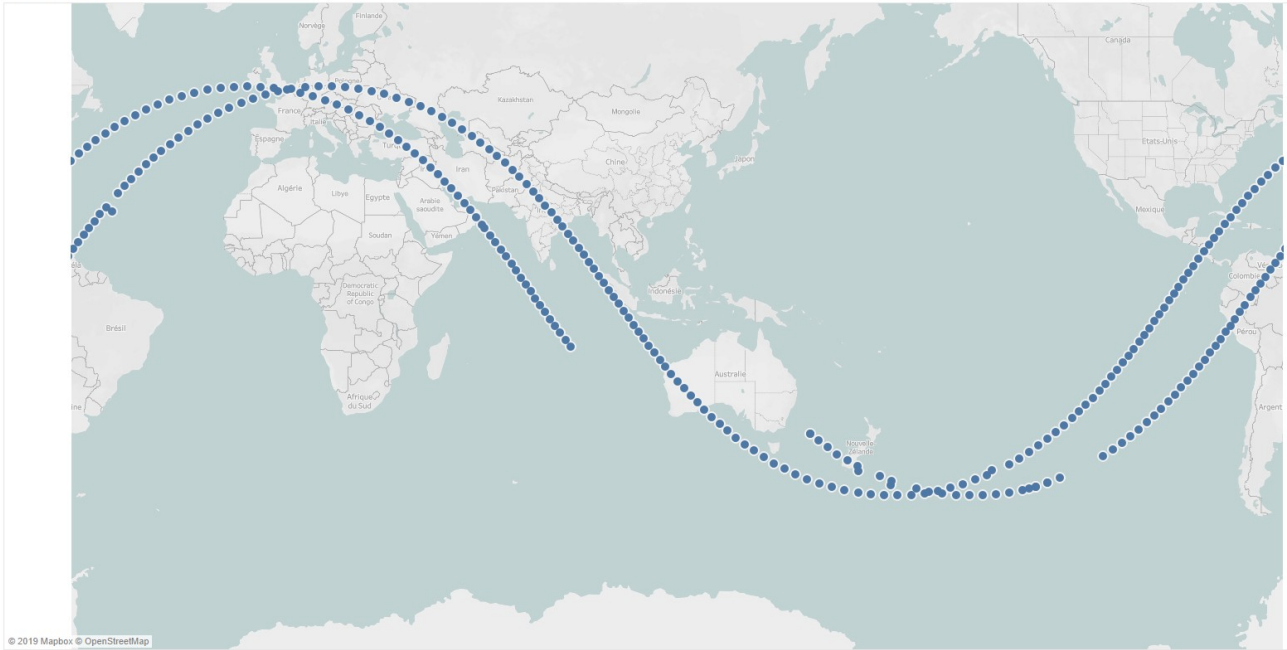 Finlande
Norvège
Canada
Pologne
Kazakhstan
France
Mongolie
Italie
Espagne
États-Unis
Japon
Chine
Iran
Algérie
Libye
Egypte
Pakistan
Arabie
saoudite
Mexique
Soudan
Yémen
Colombie
Democratic
Republic
of Congo
Indonésie
Brésil
Pérou
Australie
Afrique
du Sud
Argent
Nouvelle
Zélande
© 2019 Mapbox © OpenStreetMap